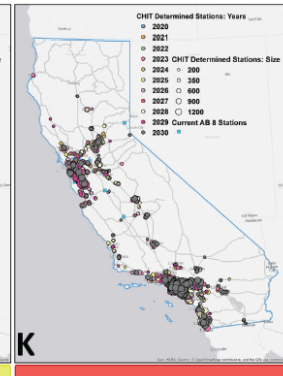 CHIT Determined Stations: Years
2020
2021
2022
2023 CHIT Determined Stations: Size
2024 200
2025 350
2026 600
2027 900
2028 1200
2029 Current AB 8 Stations
2030
K